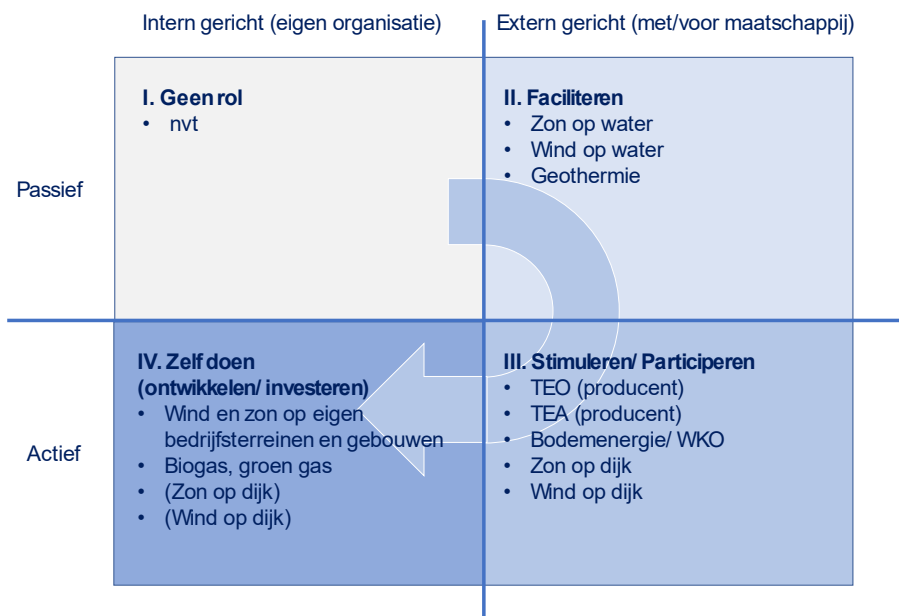 Intern gericht (eigen organisatie)
Extern gericht (met/voor maatschappij)
Passief
I. Geen rol
• nvt
II. Faciliteren
• Zon op water
• Wind op water
• Geothermie
Actief
IV. Zelf doen
(ontwikkelen/ investeren)
• Wind en zon op eigen
bedrijfsterreinen en gebouwen
• Biogas, groen gas
• (Zon op dijk)
• (Wind op dijk)
III. Stimuleren/ Participeren
• TEO (producent)
• TEA (producent)
• Bodemenergie/ WKO
• Zon op dijk
• Wind op dijk